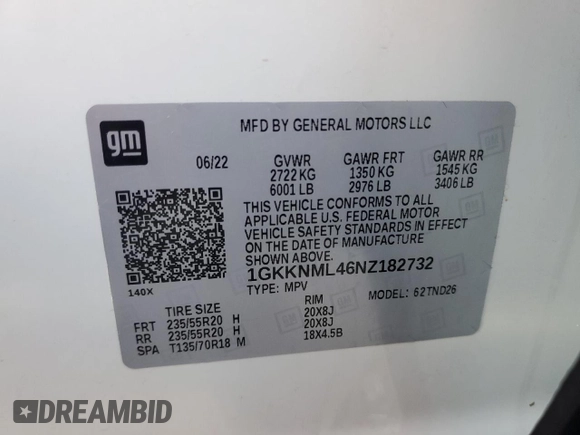 gm
MFD BY GENERAL MOTORS LLC
06/22 GVWR GAWR FRT GAWR RR
2722 KG 1350 KG 1545 KG
6001 LB 2976 LB 3406 LB
THIS VEHICLE CONFORMS TO ALL
APPLICABLE U.S. FEDERAL MOTOR
VEHICLE SAFETY STANDARDS IN EFFECT
ON THE DATE OF MANUFACTURE
SHOWN ABOVE.
1GKKNML46NZ182732
140X
TYPE: MPV MODEL: 62TND26
TIRE SIZE RIM
FRT 235/55R20 H 20X8J
RR 235/55R20 H 20X8J
SPA T135/70R18 M 18X4.5B
DREAMBID